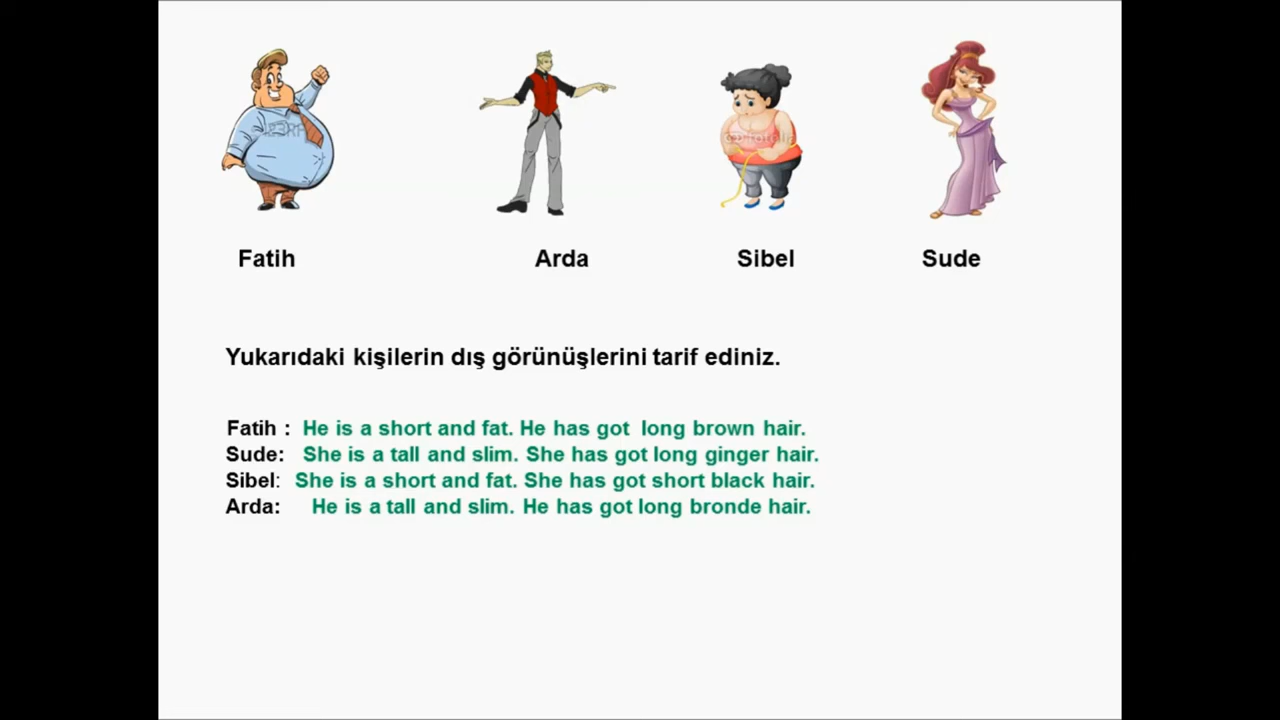 123RF
fotolia
Fatih Arda Sibel Sude
Yukarıdaki kişilerin dış görünüşlerini tarif ediniz.
Fatih : He is a short and fat. He has got long brown hair.
Sude: She is a tall and slim. She has got long ginger hair.
Sibel: She is a short and fat. She has got short black hair.
Arda: He is a tall and slim. He has got long bronde hair.